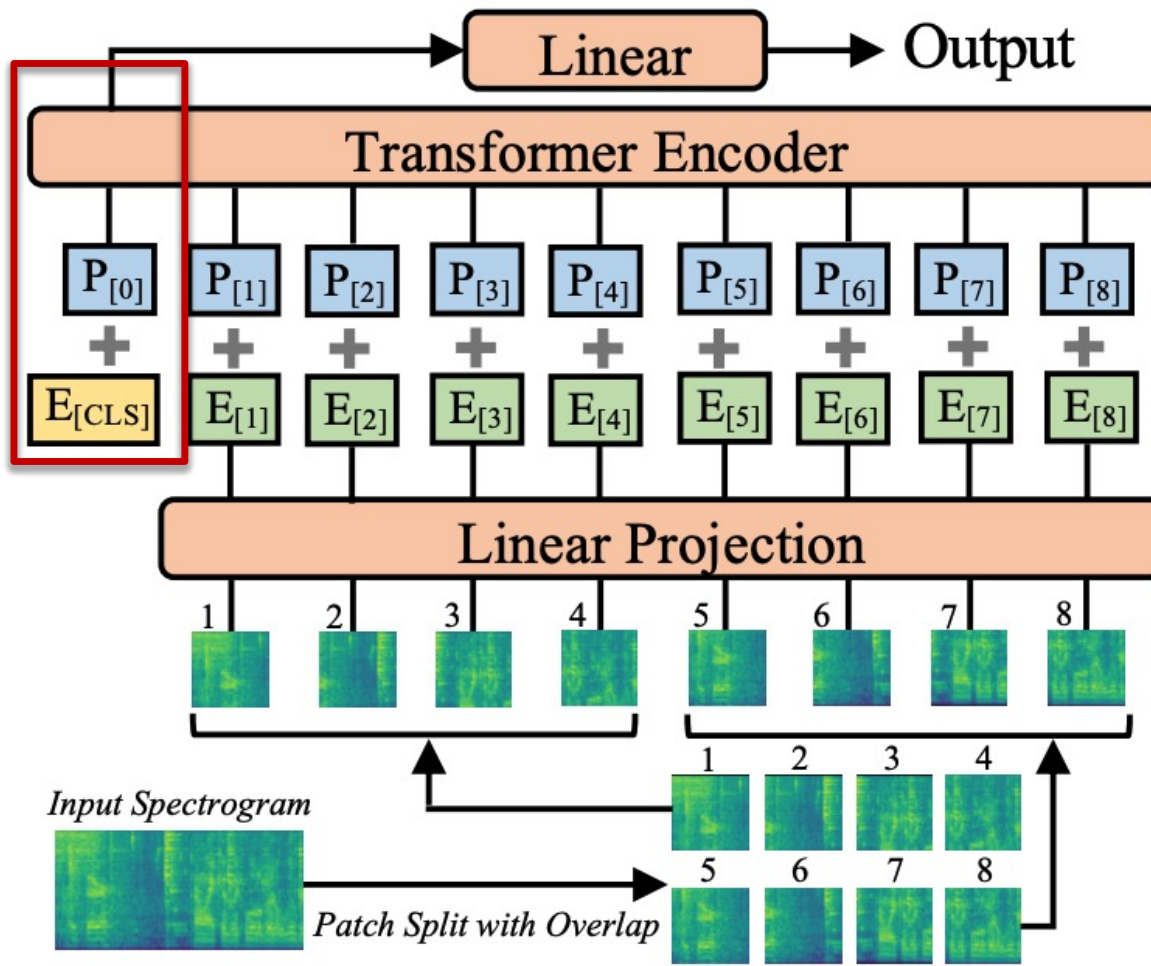 Linear Output
Transformer Encoder
P[0] P[1] P[2] P[3] P[4] P[5] P[6] P[7] P[8]
+ + + + + + + + +
E[CLS] E[1] E[2] E[3] E[4] E[5] E[6] E[7] E[8]
Linear Projection
1 2 3 4 5 6 7 8
1 2 3 4
Input Spectrogram
5 6 7 8
Patch Split with Overlap